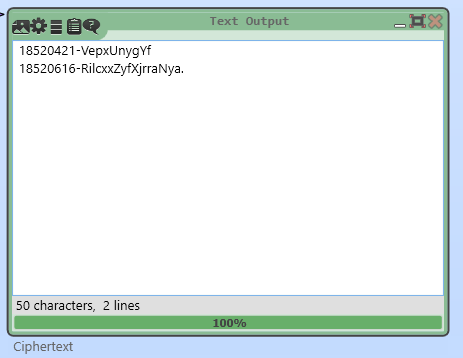 Text Output
18520421-VepxUnygYf
18520616-RilcxxZyfXjrraNya.
50 characters, 2 lines
100%
Ciphertext